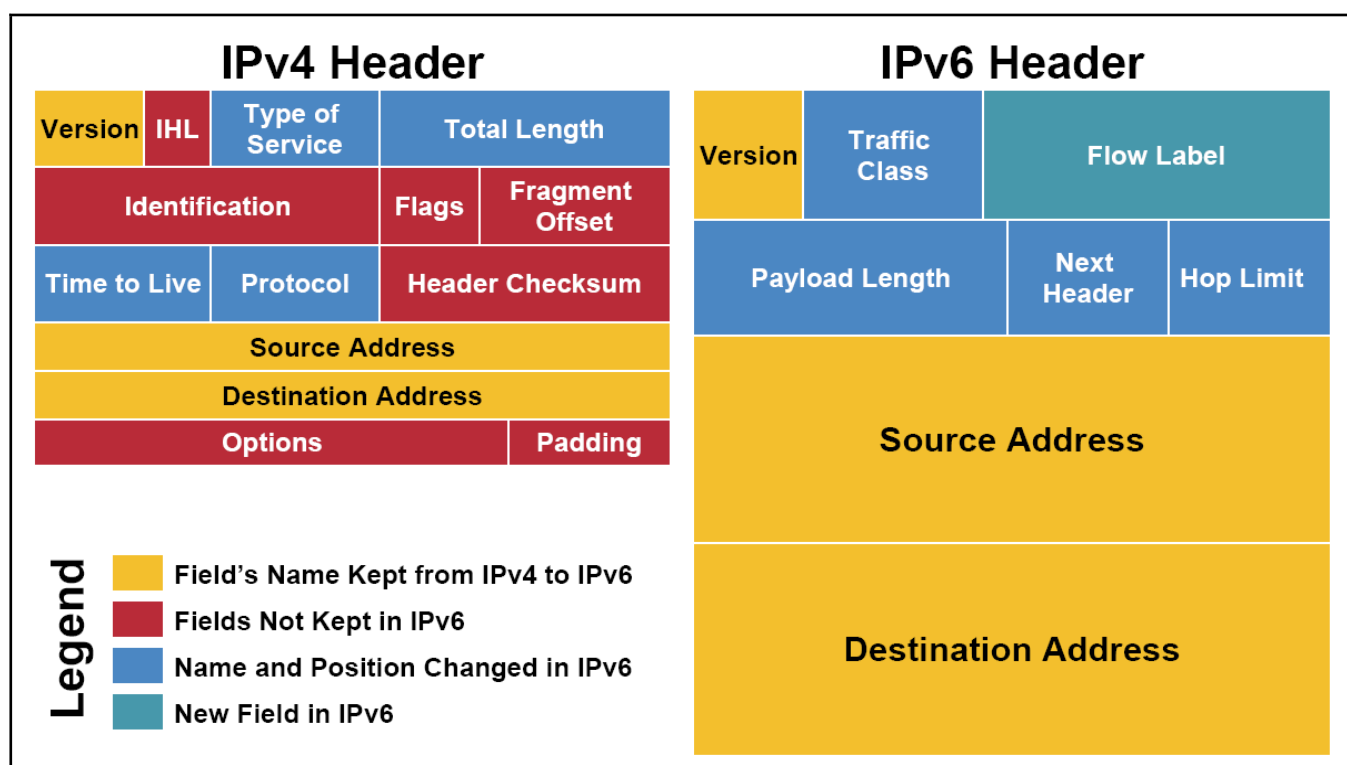 IPv4 Header
Version IHL Type of Service Total Length
Identification Flags Fragment Offset
Time to Live Protocol Header Checksum
Source Address
Destination Address
Options Padding
IPv6 Header
Version Traffic Class Flow Label
Payload Length Next Header Hop Limit
Source Address
Destination Address
Legend
Field’s Name Kept from IPv4 to IPv6
Fields Not Kept in IPv6
Name and Position Changed in IPv6
New Field in IPv6